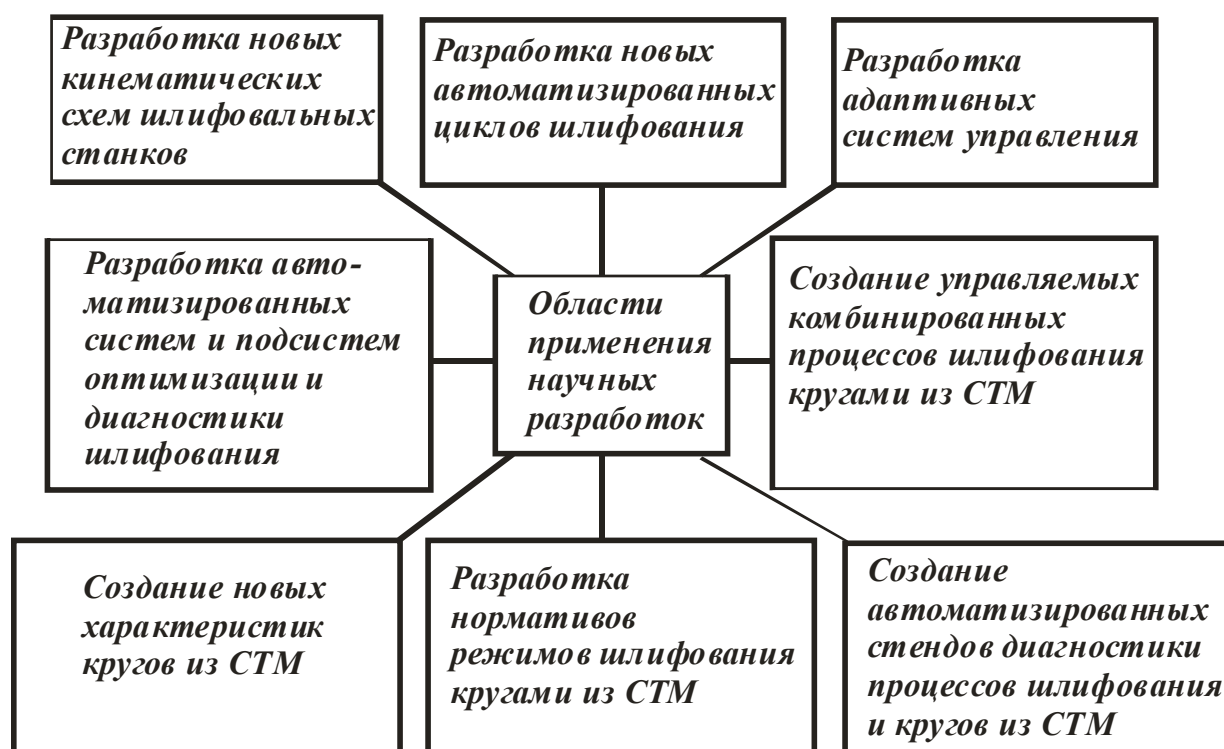 Разработка новых
кинематических
схем шлифовальных
станков
Разработка новых
автоматизированных
циклов шлифования
Разработка
адаптивных
систем управления
Разработка авто-
матизированных
систем и подсистем
оптимизации и
диагностики
шлифования
Области
применения
научных
разработок
Создание управляемых
комбинированных
процессов шлифования
кругами из СТМ
Создание новых
характеристик
кругов из СТМ
Разработка
нормативов
режимов шлифования
кругами из СТМ
Создание
автоматизированных
стендов диагностики
процессов шлифования
и кругов из СТМ